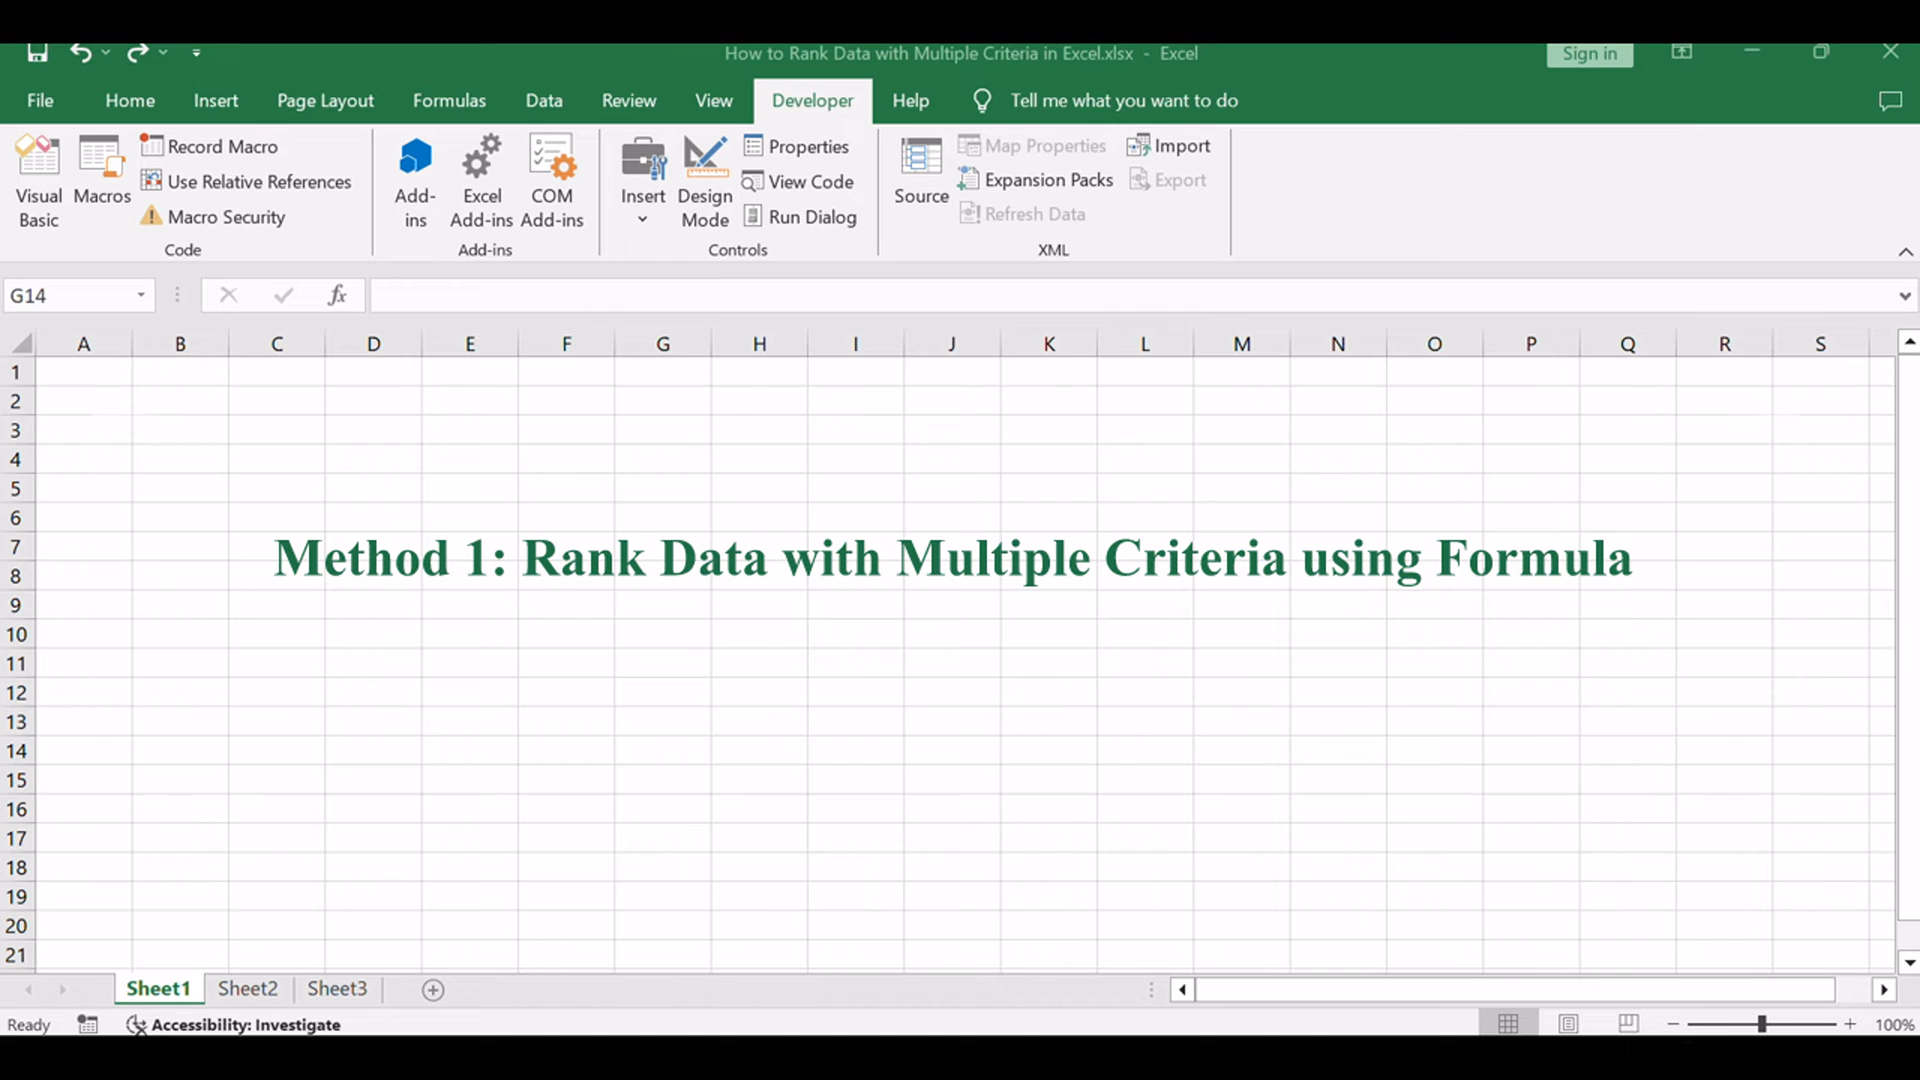 How to Rank Data with Multiple Criteria in Excel.xlsx - Excel
Sign in
File Home Insert Page Layout Formulas Data Review View Developer Help Tell me what you want to do
Visual Basic
Macros
Record Macro
Use Relative References
Macro Security
Code
Add-ins
Excel Add-ins
COM Add-ins
Add-ins
Insert
Design Mode
Properties
View Code
Run Dialog
Controls
Source
Map Properties
Expansion Packs
Refresh Data
Import
Export
XML
G14
fx
A B C D E F G H I J K L M N O P Q R S
1
2
3
4
5
6
7
8
Method 1: Rank Data with Multiple Criteria using Formula
9
10
11
12
13
14
15
16
17
18
19
20
21
Sheet1 Sheet2 Sheet3
Ready Accessibility: Investigate 100%